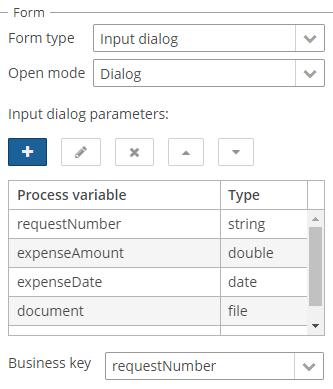 Form
Form type Input dialog
Open mode Dialog
Input dialog parameters:
Process variable Type
requestNumber string
expenseAmount double
expenseDate date
document file
Business key requestNumber